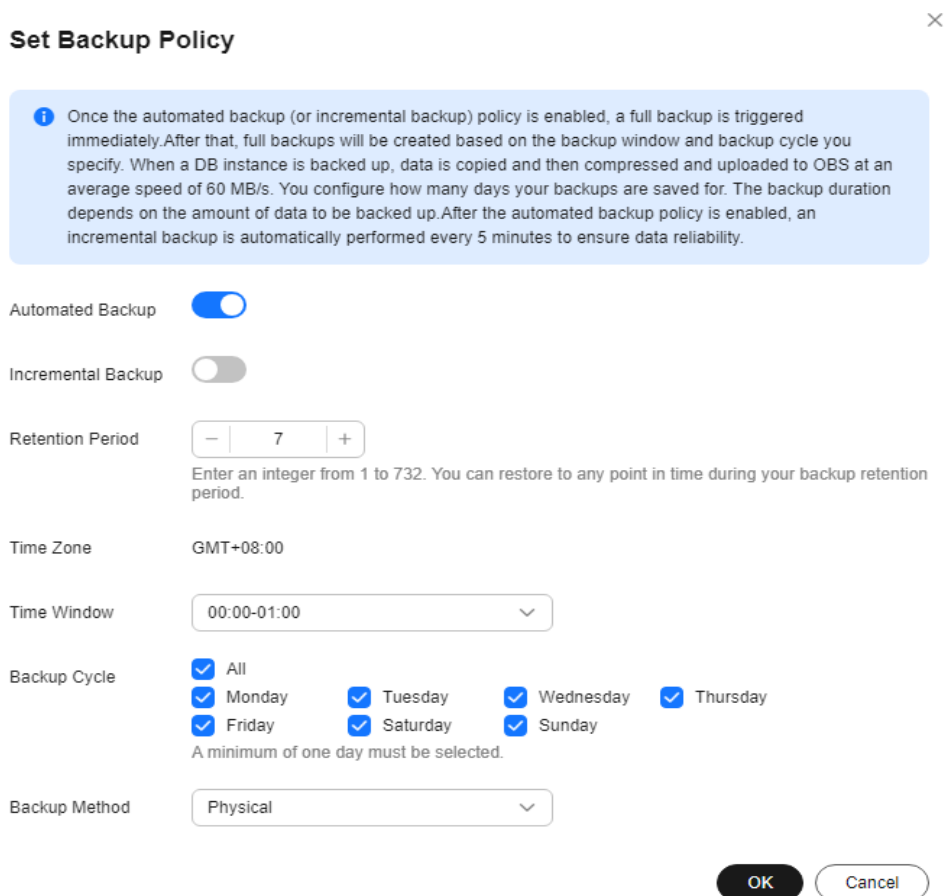 Set Backup Policy
Once the automated backup (or incremental backup) policy is enabled, a full backup is triggered
immediately.After that, full backups will be created based on the backup window and backup cycle you
specify. When a DB instance is backed up, data is copied and then compressed and uploaded to OBS at an
average speed of 60 MB/s. You configure how many days your backups are saved for. The backup duration
depends on the amount of data to be backed up.After the automated backup policy is enabled, an
incremental backup is automatically performed every 5 minutes to ensure data reliability.
Automated Backup
Incremental Backup
Retention Period 7
Enter an integer from 1 to 732. You can restore to any point in time during your backup retention
period.
Time Zone GMT+08:00
Time Window 00:00-01:00
Backup Cycle All
Monday Tuesday Wednesday Thursday
Friday Saturday Sunday
A minimum of one day must be selected.
Backup Method Physical
OK Cancel